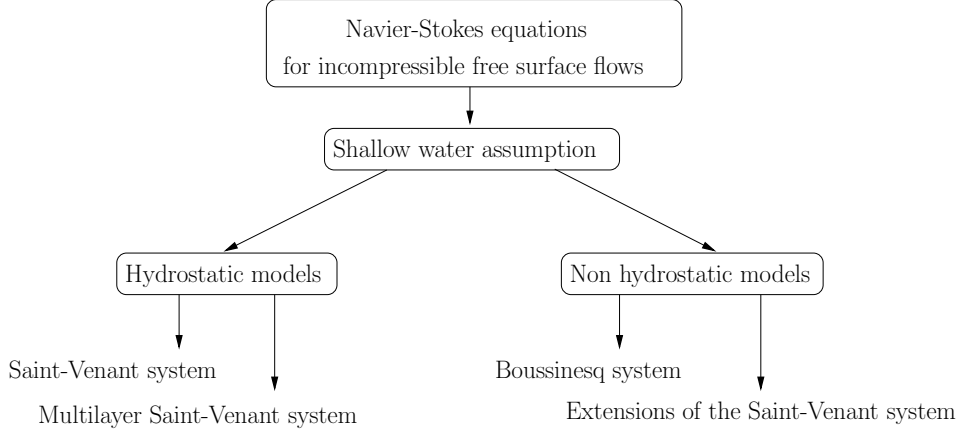 Navier-Stokes equations
for incompressible free surface flows
Shallow water assumption
Hydrostatic models
Non hydrostatic models
Saint-Venant system
Boussinesq system
Multilayer Saint-Venant system
Extensions of the Saint-Venant system